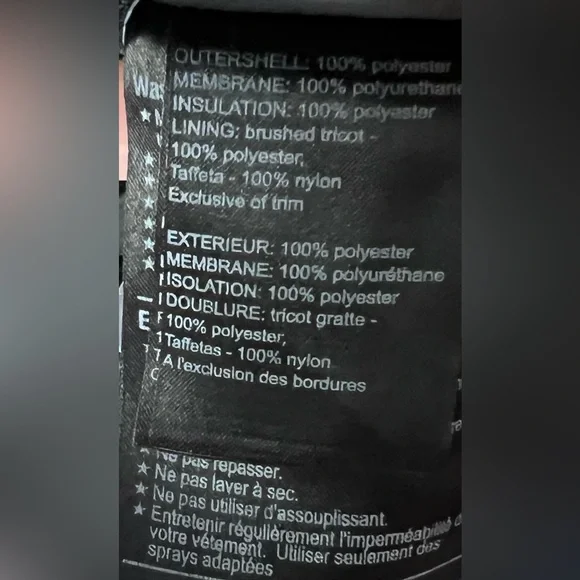 OUTERSHELL: 100% polyester
MEMBRANE: 100% polyurethane
INSULATION: 100% polyester
LINING: brushed tricot -
100% polyester,
Taffeta - 100% nylon
Exclusive of trim
EXTERIEUR: 100% polyester
MEMBRANE: 100% polyuréthane
ISOLATION: 100% polyester
DOUBLURE: tricot gratte -
100% polyester,
Taffetas - 100% nylon
A l'exclusion des bordures
★ Ne pas repasser.
★ Ne pas laver à sec.
★ Ne pas utiliser d'assouplissant.
★ Entretenir régulièrement l'imperméabilité de
votre vêtement. Utiliser seulement des
sprays adaptées